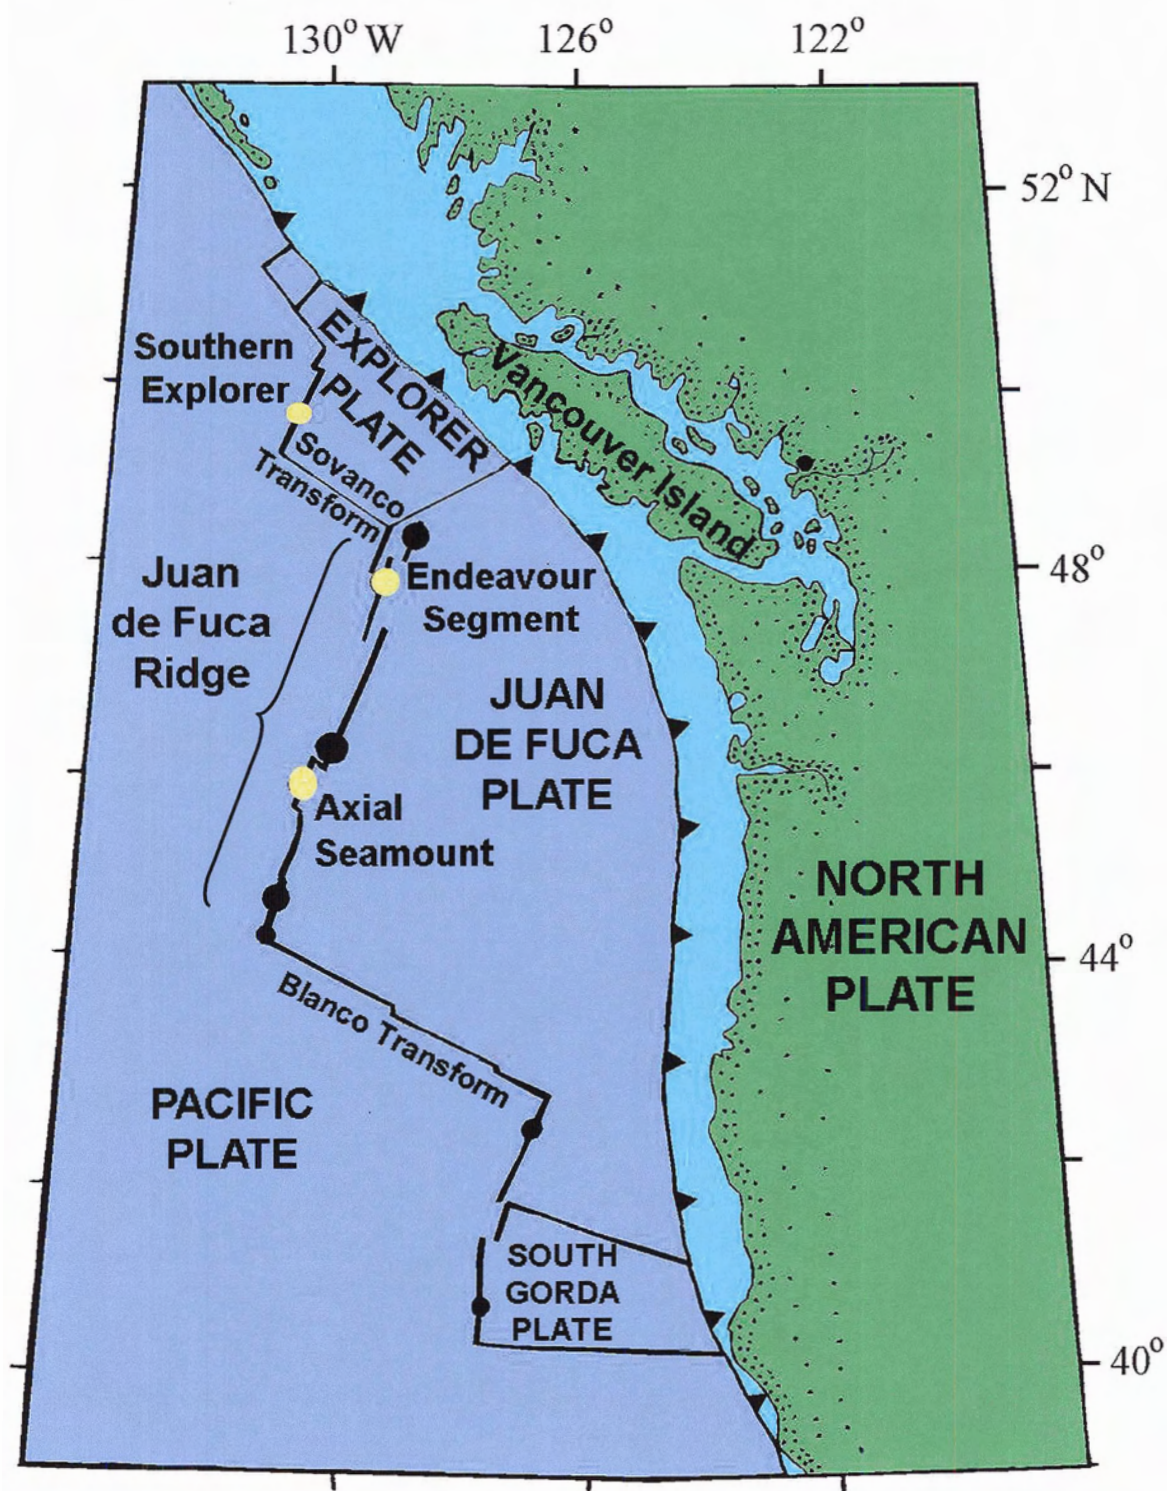 130° W
126°
122°
52° N
Southern
Explorer
EXPLORER
PLATE
Vancouver Island
Sovanco
Transform
48°
Juan
de Fuca
Ridge
Endeavour
Segment
JUAN
DE FUCA
PLATE
Axial
Seamount
NORTH
AMERICAN
PLATE
44°
Blanco Transform
PACIFIC
PLATE
SOUTH
GORDA
PLATE
40°